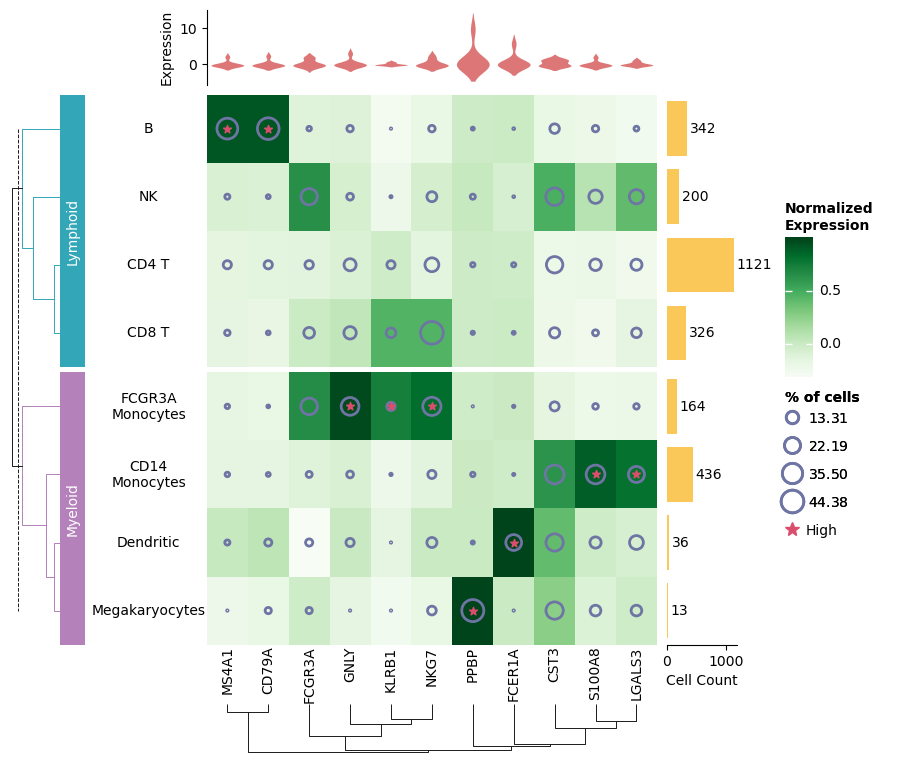 Expression
10
0
Lymphoid
Myeloid
B
342
NK
200
CD4 T
1121
CD8 T
326
FCGR3A
Monocytes
164
CD14
Monocytes
436
Dendritic
36
Megakaryocytes
13
MS4A1
CD79A
FCGR3A
GNLY
KLRB1
NKG7
PPBP
FCER1A
CST3
S100A8
LGALS3
0
1000
Cell Count
Normalized
Expression
0.5
0.0
% of cells
13.31
22.19
35.50
44.38
High